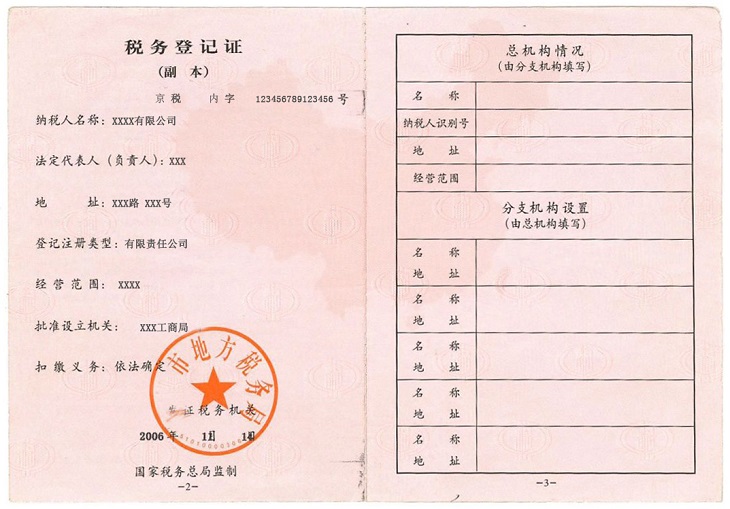 税务登记证
(副 本)
京 税 内 字 123456789123456 号
纳税人名称: XXXX有限公司
法定代表人 (负责人): XXX
地 址: XXX路 XXX号
登记注册类型: 有限责任公司
经 营 范 围: XXXX
批准设立机关: XXX工商局
扣 缴 义 务: 依法确定
市地方税务局
发证税务机关
2006 年 11月 14日
国家税务总局监制
—2—
总机构情况
(由分支机构填写)
名 称
纳税人识别号
地 址
经营范围
分支机构设置
(由总机构填写)
名 称
地 址
名 称
地 址
名 称
地 址
名 称
地 址
名 称
地 址
—3—